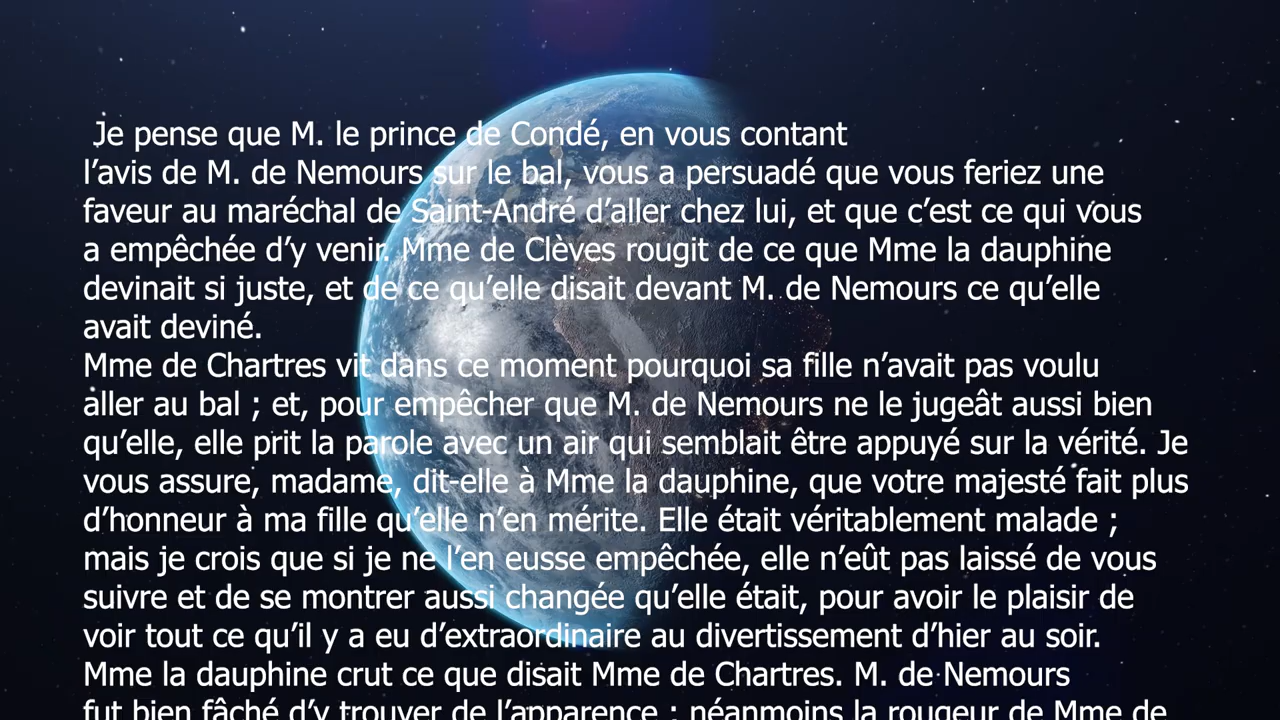 Je pense que M. le prince de Condé, en vous contant
l’avis de M. de Nemours sur le bal, vous a persuadé que vous feriez une
faveur au maréchal de Saint-André d’aller chez lui, et que c’est ce qui vous
a empêchée d’y venir. Mme de Clèves rougit de ce que Mme la dauphine
devinait si juste, et de ce qu’elle disait devant M. de Nemours ce qu’elle
avait deviné.
Mme de Chartres vit dans ce moment pourquoi sa fille n’avait pas voulu
aller au bal ; et, pour empêcher que M. de Nemours ne le jugeât aussi bien
qu’elle, elle prit la parole avec un air qui semblait être appuyé sur la vérité. Je
vous assure, madame, dit-elle à Mme la dauphine, que votre majesté fait plus
d’honneur à ma fille qu’elle n’en mérite. Elle était véritablement malade ;
mais je crois que si je ne l’en eusse empêchée, elle n’eût pas laissé de vous
suivre et de se montrer aussi changée qu’elle était, pour avoir le plaisir de
voir tout ce qu’il y a eu d’extraordinaire au divertissement d’hier au soir.
Mme la dauphine crut ce que disait Mme de Chartres. M. de Nemours
fut bien fâché d’y trouver de l’apparence ; néanmoins la rougeur de Mme de